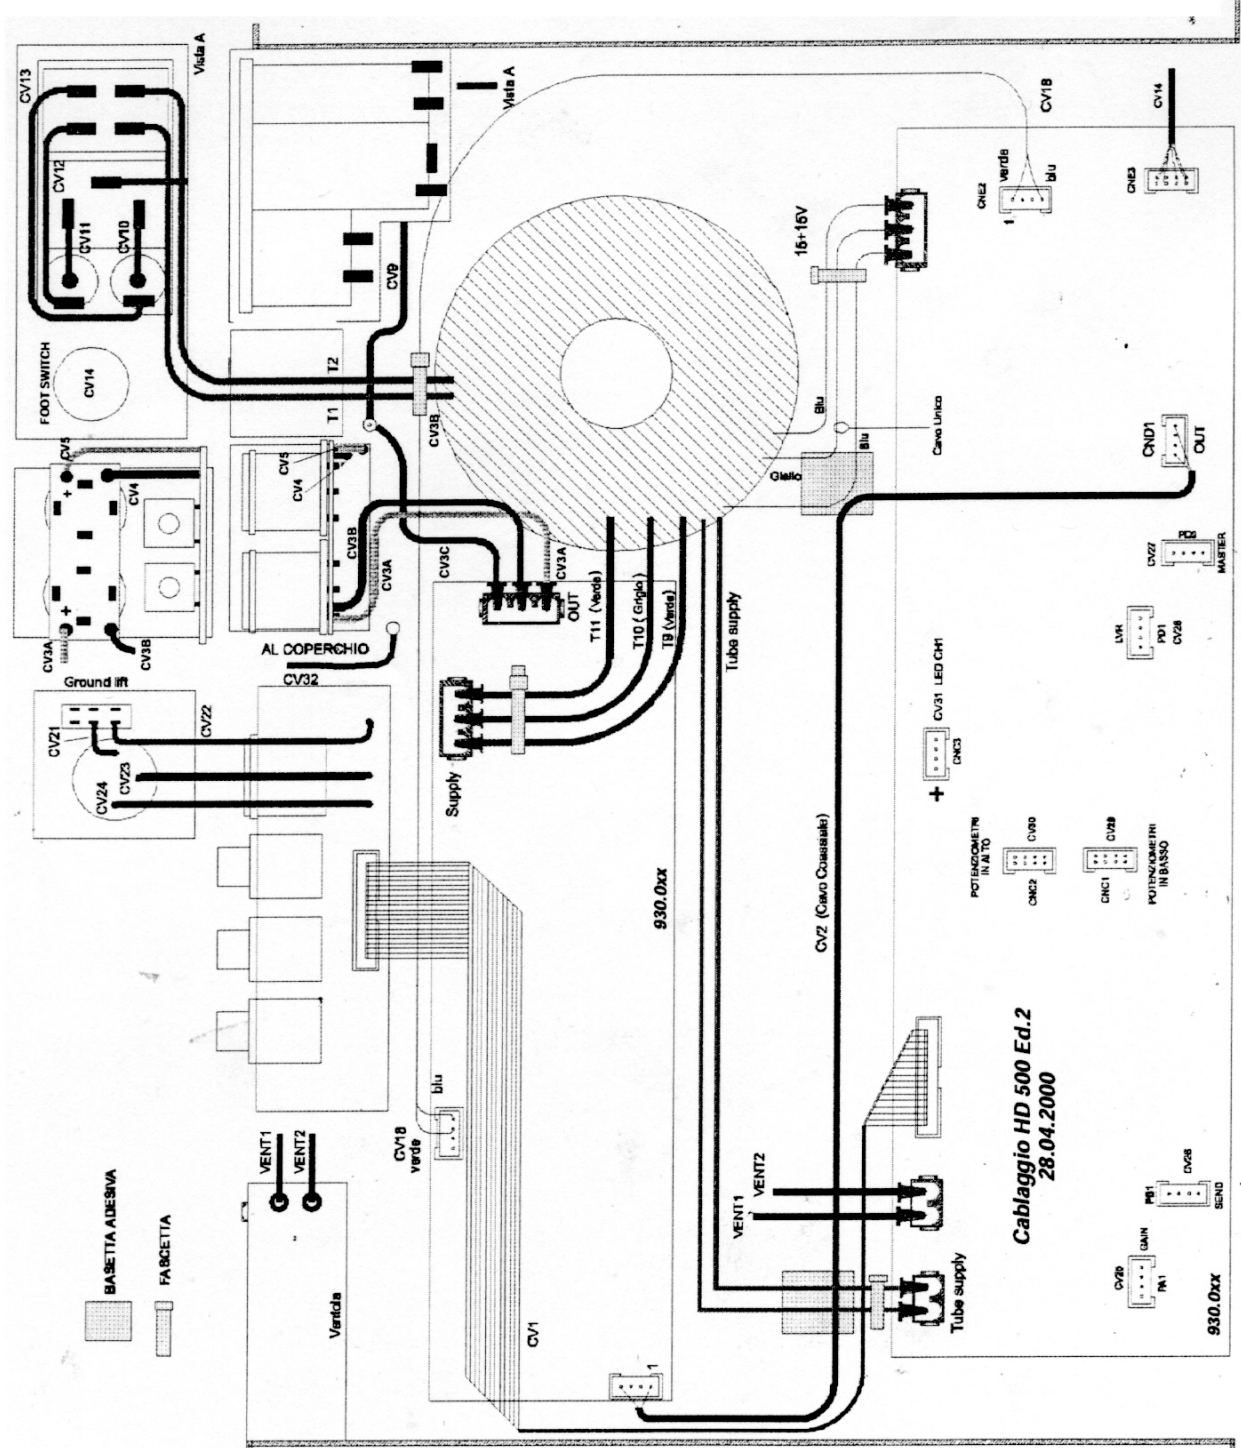 CV13
Vista A
CV12
CV11
CV10
FOOT SWITCH
CV14
Vista A
CV9
T2
T1
CV3B
CV18
verde
blu
CNE2
1
CV14
CNE3
15+15V
Blu
Blu
Giallo
Cavo Unico
CND1
OUT
CV5
CV4
CV3A
CV3B
CV5
CV4
CV3B
CV3A
CV3C
CV3A
OUT
AL COPERCHIO
CV32
T11 (Verde)
T10 (Grigio)
T9 (Verde)
Tube supply
CV27
PD2
MASTER
LVR
PD1
CV28
Ground lift
CV21
CV22
CV23
CV24
Supply
CV31 LED CH1
CNC3
+
POTENZIOMETRI
IN ALTO
CV30
CNC2
CV29
CNC1
POTENZIOMETRI
IN BASSO
930.0xx
CV2 (Cavo Coassiale)
blu
CV18
verde
VENT1
VENT2
VENT2
VENT1
Cablaggio HD 500 Ed.2
28.04.2000
PB1
CV26
SEND
GAIN
CV20
PA1
930.0xx
BASETTA ADESIVA
FASCETTA
Ventola
CV1
1
Tube supply